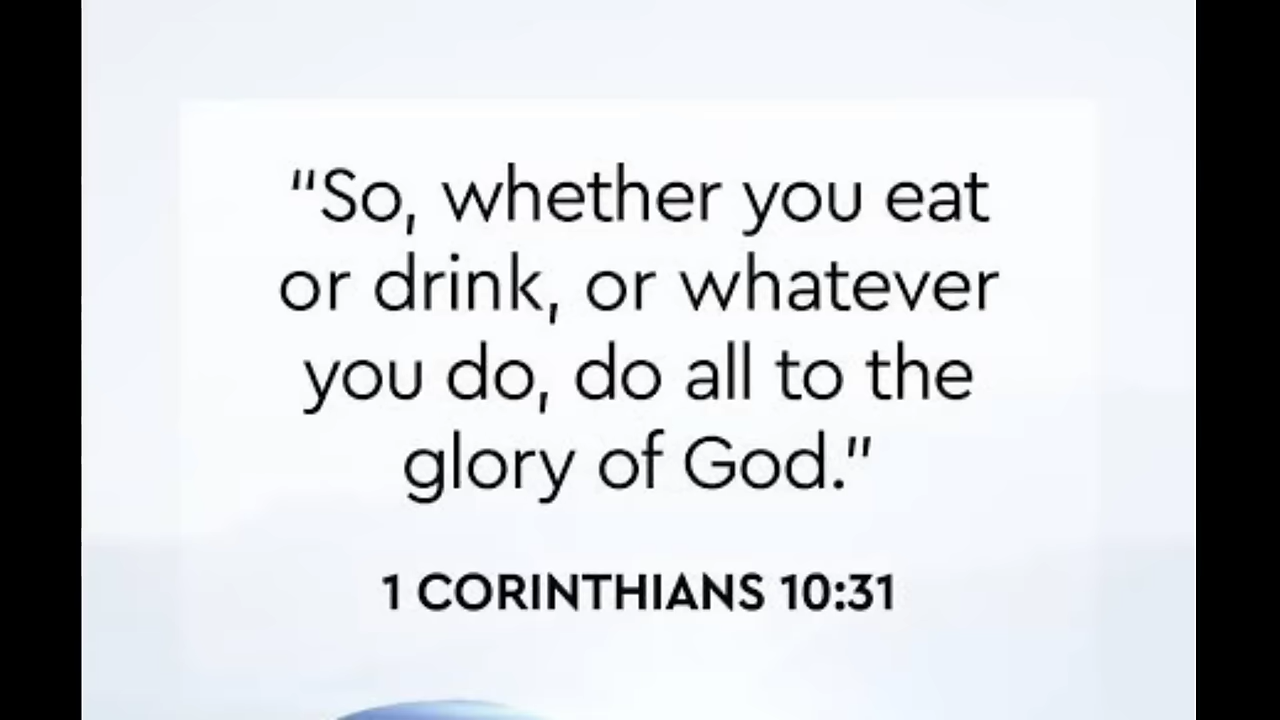 “So, whether you eat
or drink, or whatever
you do, do all to the
glory of God.”
1 CORINTHIANS 10:31